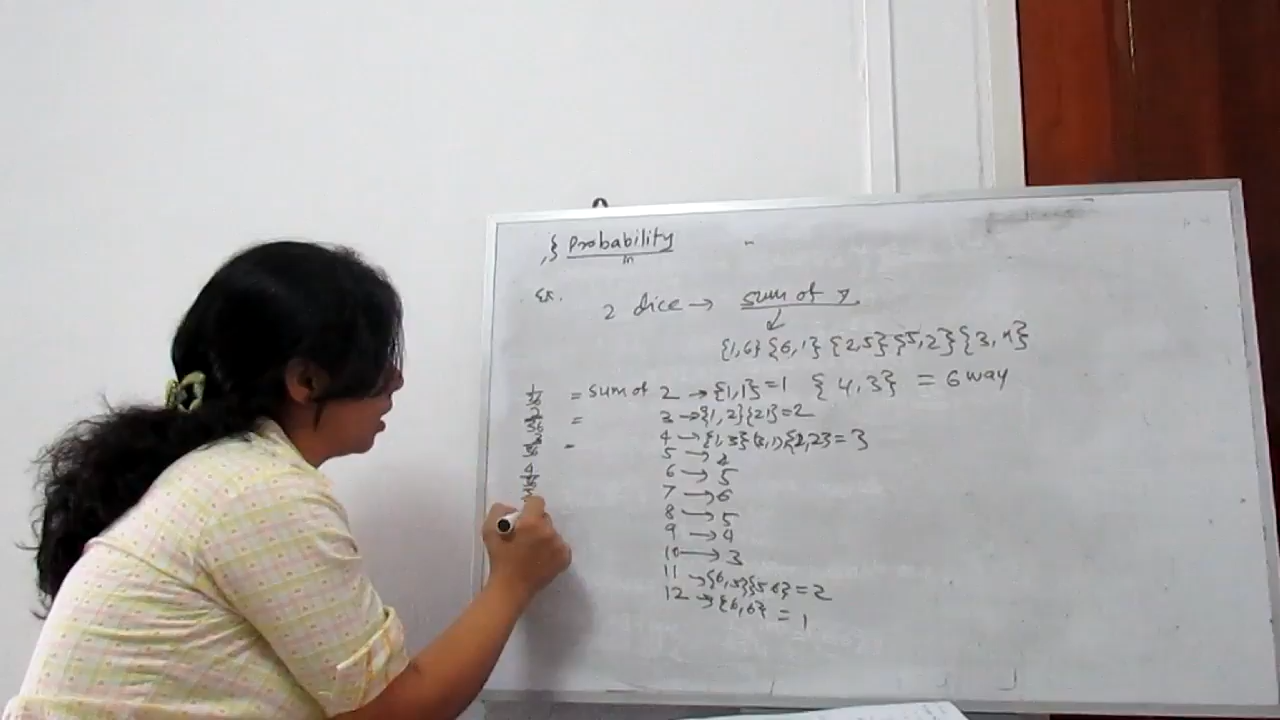 } Probability
Ex.
2 dice → sum of 7
{1,6} {6,1} {2,5} {5,2} {3,4}
= sum of 2 → {1,1} = 1 { 4,3} = 6 way
= 3 → {1,2} {21} = 2
= 4 → {1,3} (3,1) {2,2} = 3
5 → 4
6 → 5
7 → 6
8 → 5
9 → 4
10 → 3
11 → {6,5} {5 6} = 2
12 → {6,6} = 1